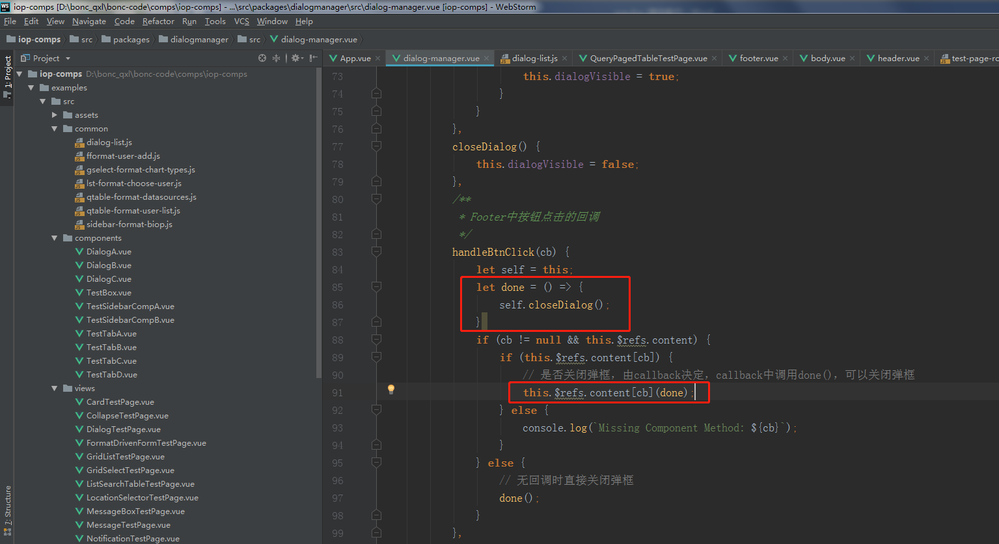 WS iop-comps [D:\bonc_qxl\bonc-code\comps\iop-comps] - ...\src\packages\dialogmanager\src\dialog-manager.vue [iop-comps] - WebStorm
File Edit View Navigate Code Refactor Run Tools VCS Window Help
iop-comps src packages dialogmanager src dialog-manager.vue
1: Project
7: Structure
Project
App.vue dialog-manager.vue dialog-list.js QueryPagedTableTestPage.vue footer.vue body.vue header.vue test-page-ro
iop-comps D:\bonc_qxl\bonc-code\comps\iop-comps
examples
src
assets
common
dialog-list.js
fformat-user-add.js
gselect-format-chart-types.js
lst-format-choose-user.js
qtable-format-datasources.js
qtable-format-user-list.js
sidebar-format-biop.js
components
DialogA.vue
DialogB.vue
DialogC.vue
TestBox.vue
TestSidebarCompA.vue
TestSidebarCompB.vue
TestTabA.vue
TestTabB.vue
TestTabC.vue
TestTabD.vue
views
CardTestPage.vue
CollapseTestPage.vue
DialogTestPage.vue
FormatDrivenFormTestPage.vue
GridListTestPage.vue
GridSelectTestPage.vue
ListSearchTableTestPage.vue
LocationSelectorTestPage.vue
MessageBoxTestPage.vue
MessageTestPage.vue
NotificationTestPage.vue
73 this.dialogVisible = true;
74 }
75 }
76 },
77 closeDialog() {
78 this.dialogVisible = false;
79 },
80 /**
81 * Footer中按钮点击的回调
82 */
83 handleBtnClick(cb) {
84 let self = this;
85 let done = () => {
86 self.closeDialog();
87 }
88 if (cb != null && this.$refs.content) {
89 if (this.$refs.content[cb]) {
90 // 是否关闭弹框，由callback决定，callback中调用done()，可以关闭弹框
91 this.$refs.content[cb](done);
92 } else {
93 console.log(`Missing Component Method: ${cb}`);
94 }
95 } else {
96 // 无回调时直接关闭弹框
97 done();
98 }
99 },